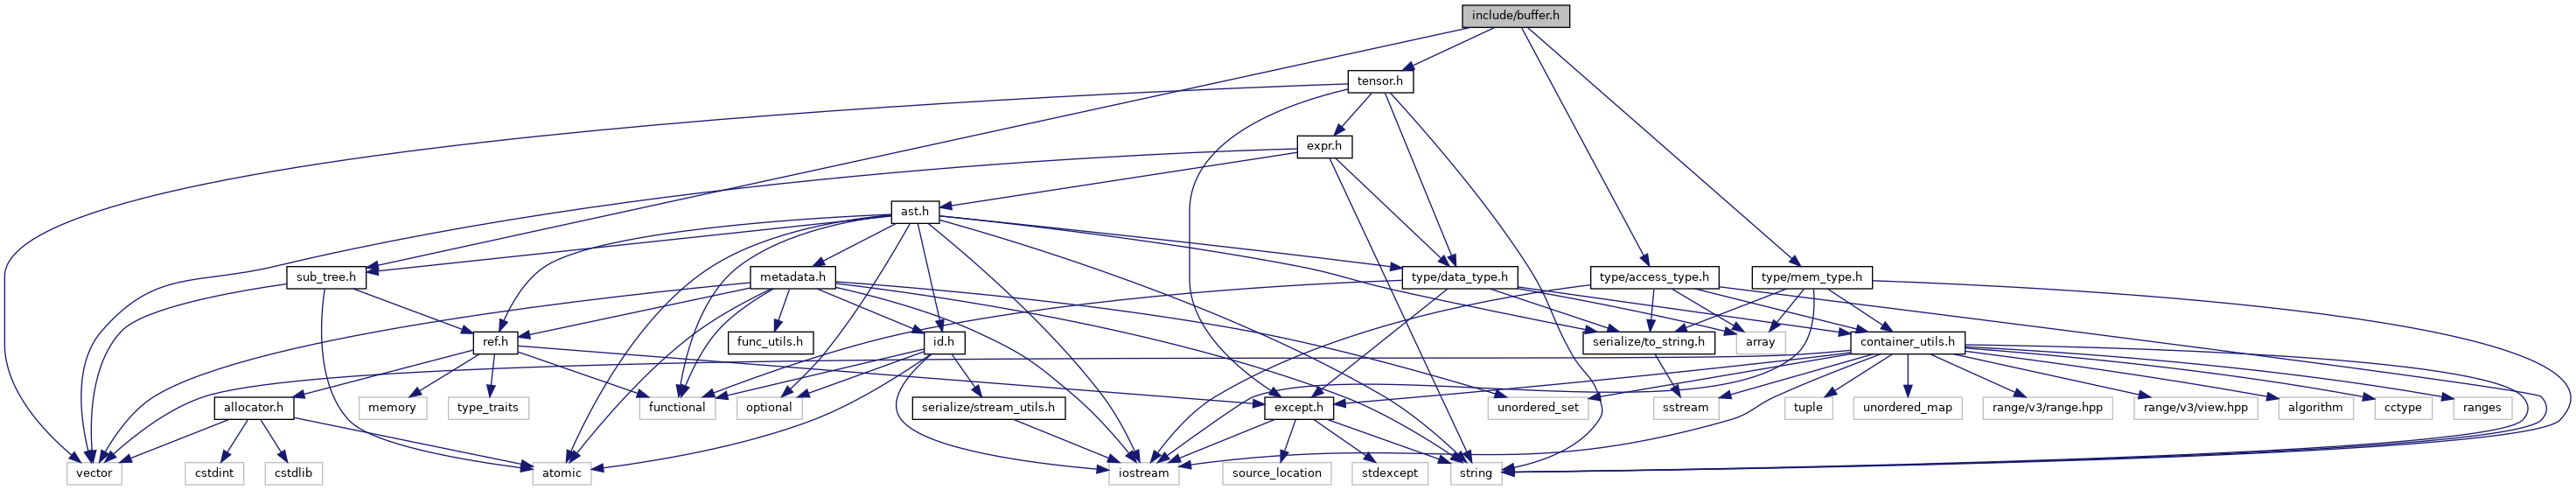 include/buffer.h
tensor.h
expr.h
ast.h
sub_tree.h
metadata.h
type/data_type.h
type/access_type.h
type/mem_type.h
ref.h
func_utils.h
id.h
serialize/to_string.h
array
container_utils.h
allocator.h
memory
type_traits
functional
optional
serialize/stream_utils.h
except.h
unordered_set
sstream
tuple
unordered_map
range/v3/range.hpp
range/v3/view.hpp
algorithm
cctype
ranges
vector
cstdint
cstdlib
atomic
iostream
source_location
stdexcept
string